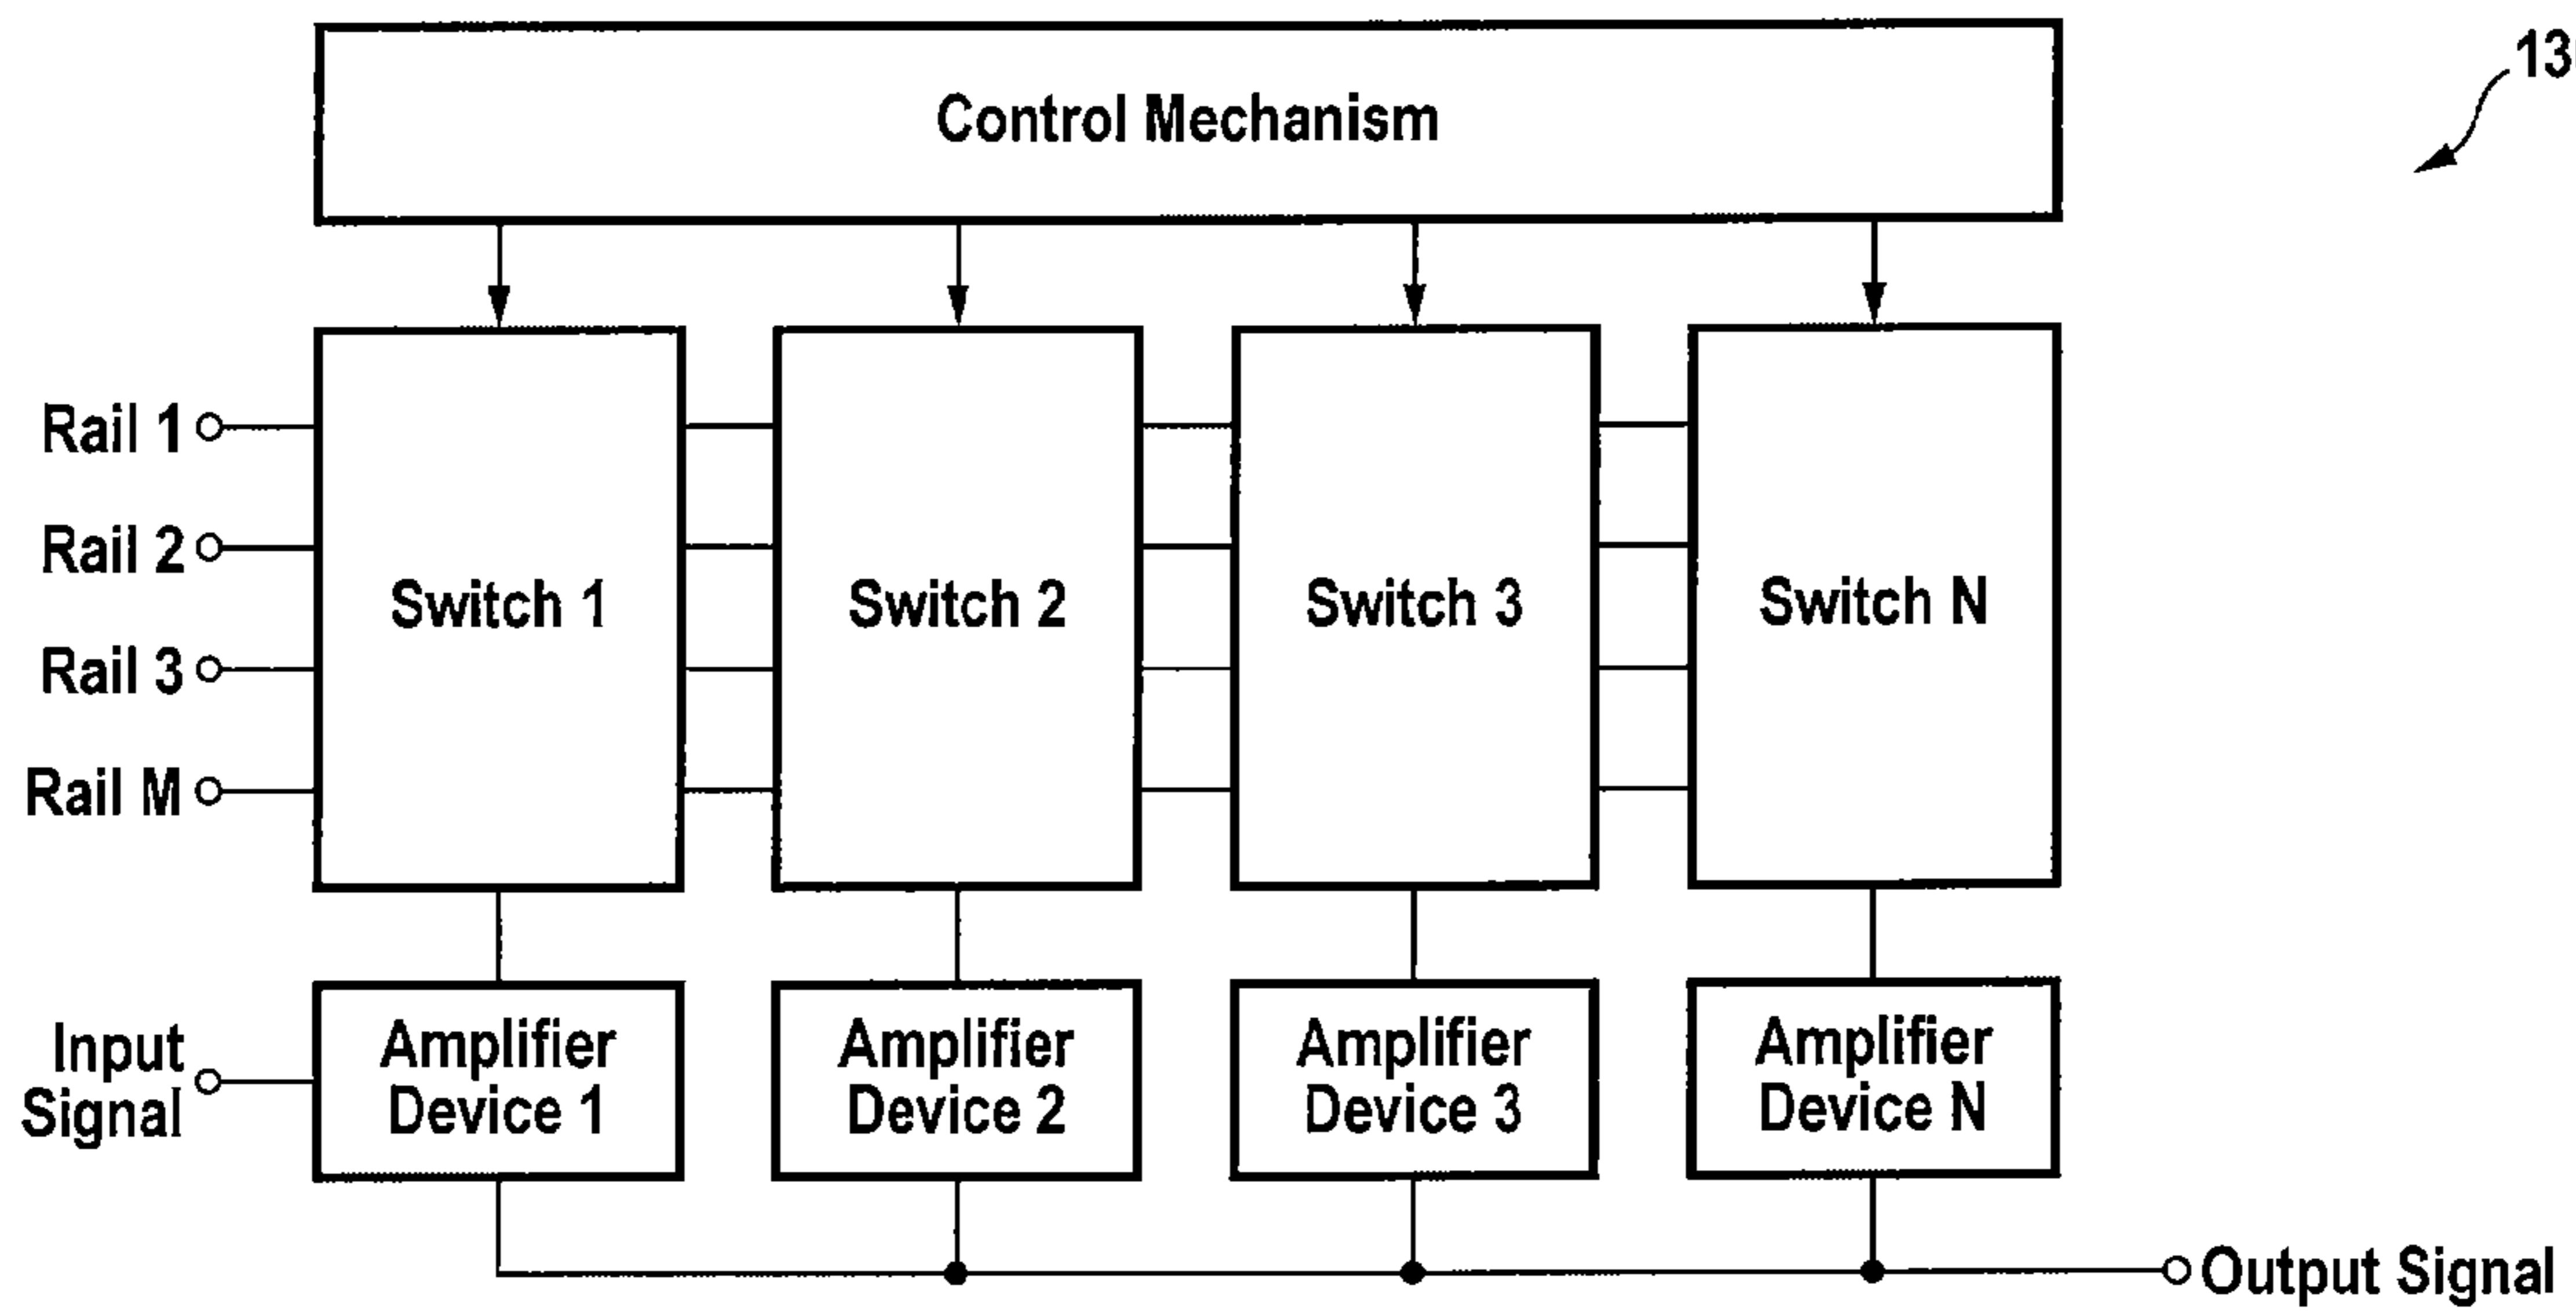 Control Mechanism
13
Rail 1
Rail 2
Rail 3
Rail M
Switch 1
Switch 2
Switch 3
Switch N
Input
Signal
Amplifier
Device 1
Amplifier
Device 2
Amplifier
Device 3
Amplifier
Device N
Output Signal